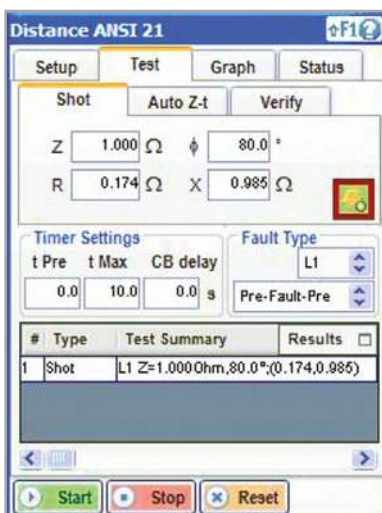 Distance ANSI 21 F1 ?
Setup Test Graph Status
Shot Auto Z-t Verify
Z 1.000 Ω ϕ 80.0 °
R 0.174 Ω X 0.985 Ω
Timer Settings Fault Type
t Pre t Max CB delay L1
0.0 10.0 0.0 s Pre-Fault-Pre
# Type Test Summary Results
1 Shot L1 Z=1.000Ohm,80.0°;(0.174,0.985)
Start Stop Reset